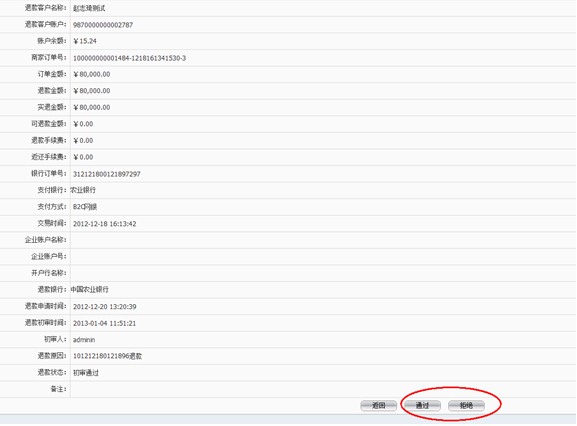 退款客户名称： 赵志琦测试
退款客户账户： 9870000000002787
账户余额： ￥15.24
商家订单号： 100000000001484-1218161341530-3
订单金额： ￥80,000.00
退款金额： ￥80,000.00
实退金额： ￥80,000.00
可退款金额： ￥0.00
退款手续费： ￥0.00
返还手续费： ￥0.00
银行订单号： 312121800121897297
支付银行： 农业银行
支付方式： B2C网银
交易时间： 2012-12-18 16:13:42
企业账户名称：
企业账户号：
开户行名称：
退款银行： 中国农业银行
退款申请时间： 2012-12-20 13:20:39
退款初审时间： 2013-01-04 11:51:21
初审人： adminin
退款原因： 101212180121896退款
退款状态： 初审通过
备注：
返回 通过 拒绝